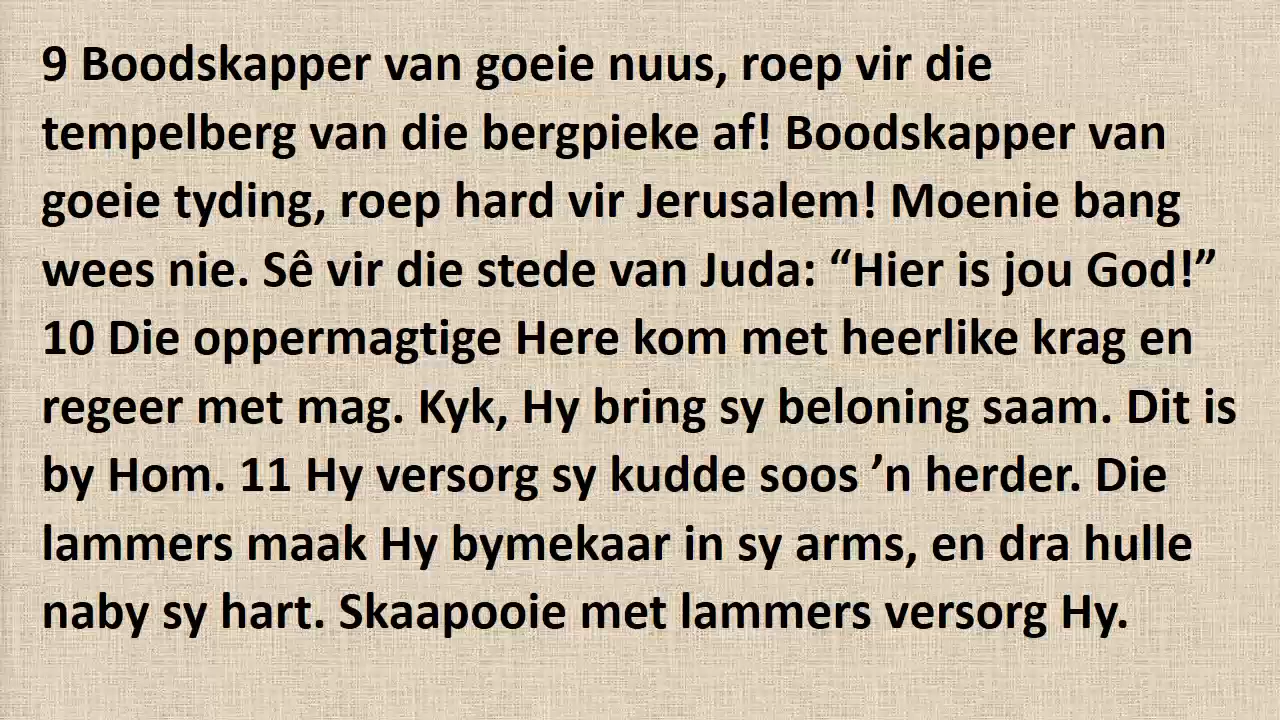 9 Boodskapper van goeie nuus, roep vir die
tempelberg van die bergpieke af! Boodskapper van
goeie tyding, roep hard vir Jerusalem! Moenie bang
wees nie. Sê vir die stede van Juda: “Hier is jou God!”
10 Die oppermagtige Here kom met heerlike krag en
regeer met mag. Kyk, Hy bring sy beloning saam. Dit is
by Hom. 11 Hy versorg sy kudde soos ’n herder. Die
lammers maak Hy bymekaar in sy arms, en dra hulle
naby sy hart. Skaapooie met lammers versorg Hy.